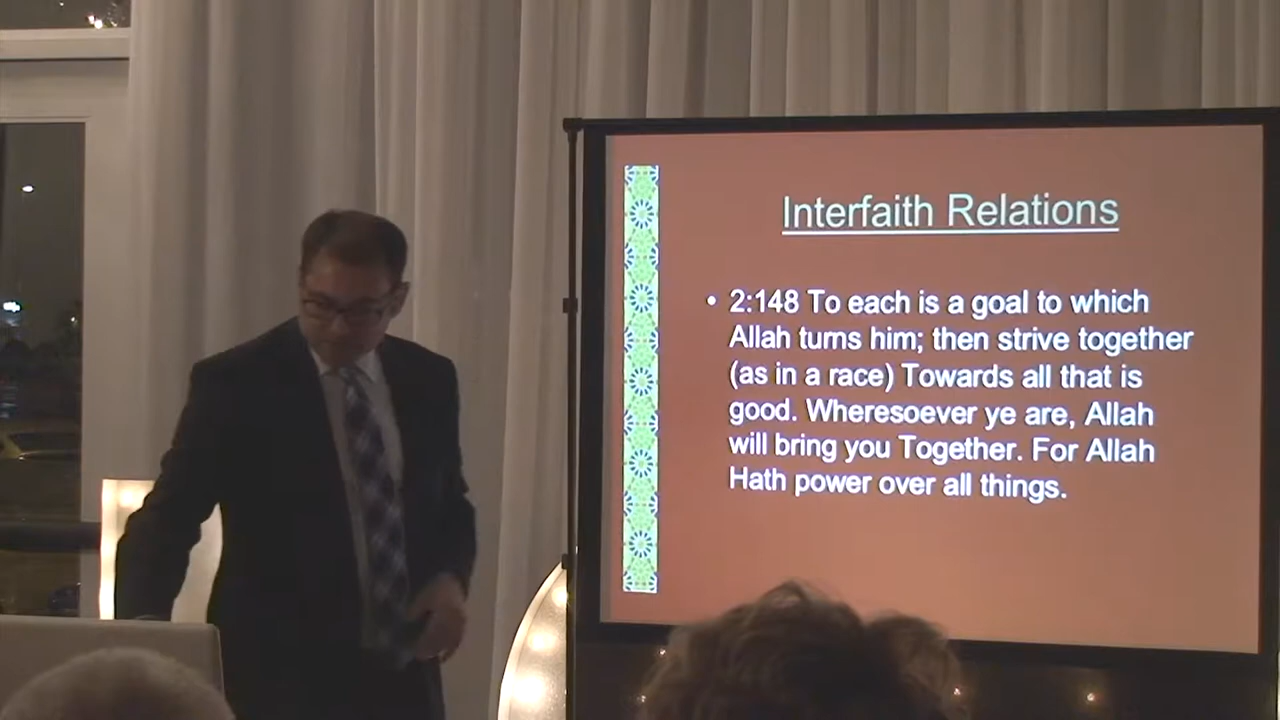 Interfaith Relations
• 2:148 To each is a goal to which
Allah turns him; then strive together
(as in a race) Towards all that is
good. Wheresoever ye are, Allah
will bring you Together. For Allah
Hath power over all things.